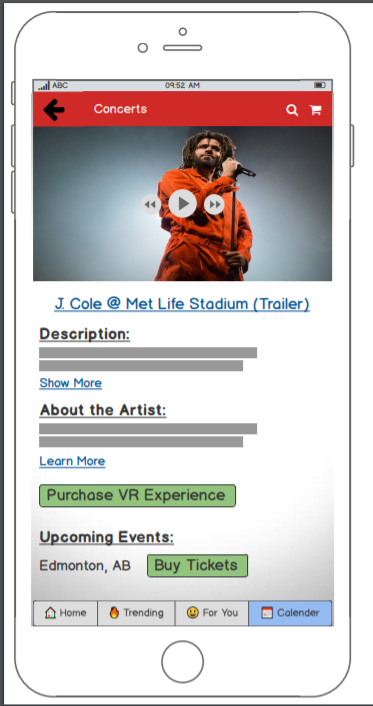 ABC 09:52 AM
Concerts
J. Cole @ Met Life Stadium (Trailer)
Description:
Show More
About the Artist:
Learn More
Purchase VR Experience
Upcoming Events:
Edmonton, AB Buy Tickets
Home Trending For You Calender